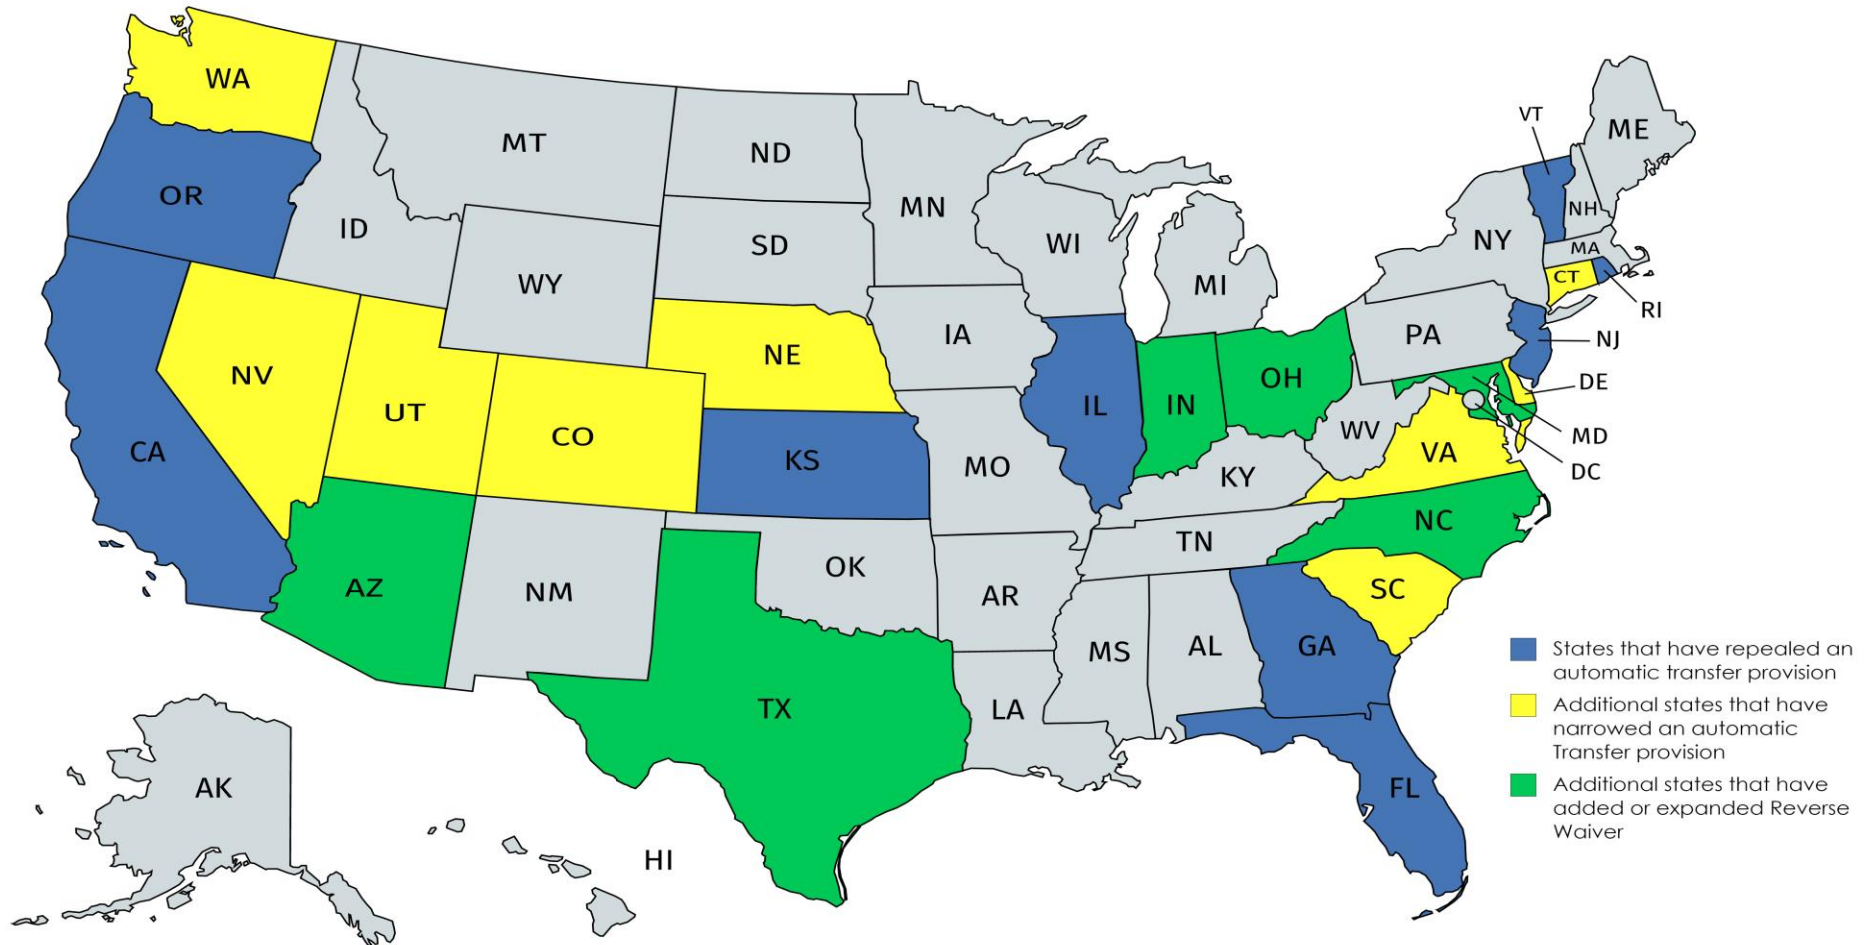 WA
OR
CA
NV
ID
MT
WY
UT
AZ
CO
NM
ND
SD
NE
KS
OK
TX
MN
IA
MO
AR
LA
WI
IL
MI
IN
OH
KY
TN
MS
AL
GA
FL
SC
NC
VA
WV
PA
NY
VT
NH
ME
MA
CT
RI
NJ
DE
MD
DC
AK
HI
States that have repealed an
automatic transfer provision
Additional states that have
narrowed an automatic
Transfer provision
Additional states that have
added or expanded Reverse
Waiver